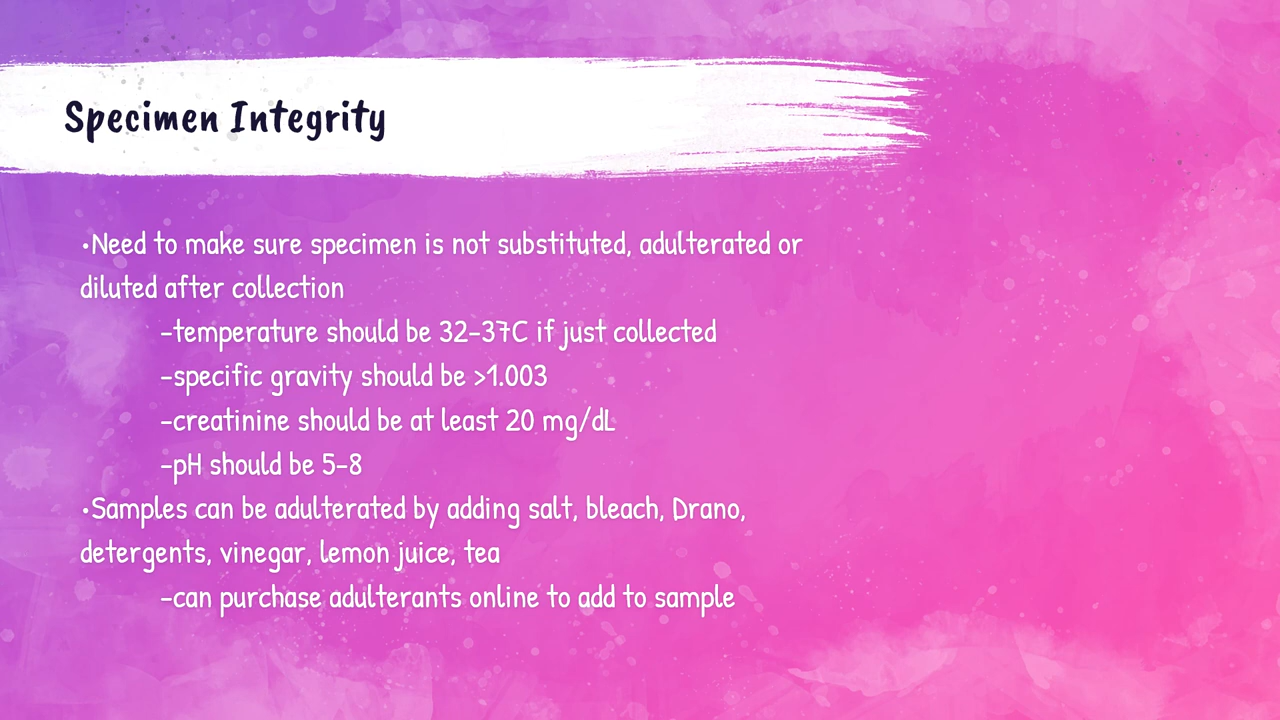 Specimen Integrity
•Need to make sure specimen is not substituted, adulterated or
diluted after collection
-temperature should be 32-37C if just collected
-specific gravity should be >1.003
-creatinine should be at least 20 mg/dL
-pH should be 5-8
•Samples can be adulterated by adding salt, bleach, Drano,
detergents, vinegar, lemon juice, tea
-can purchase adulterants online to add to sample